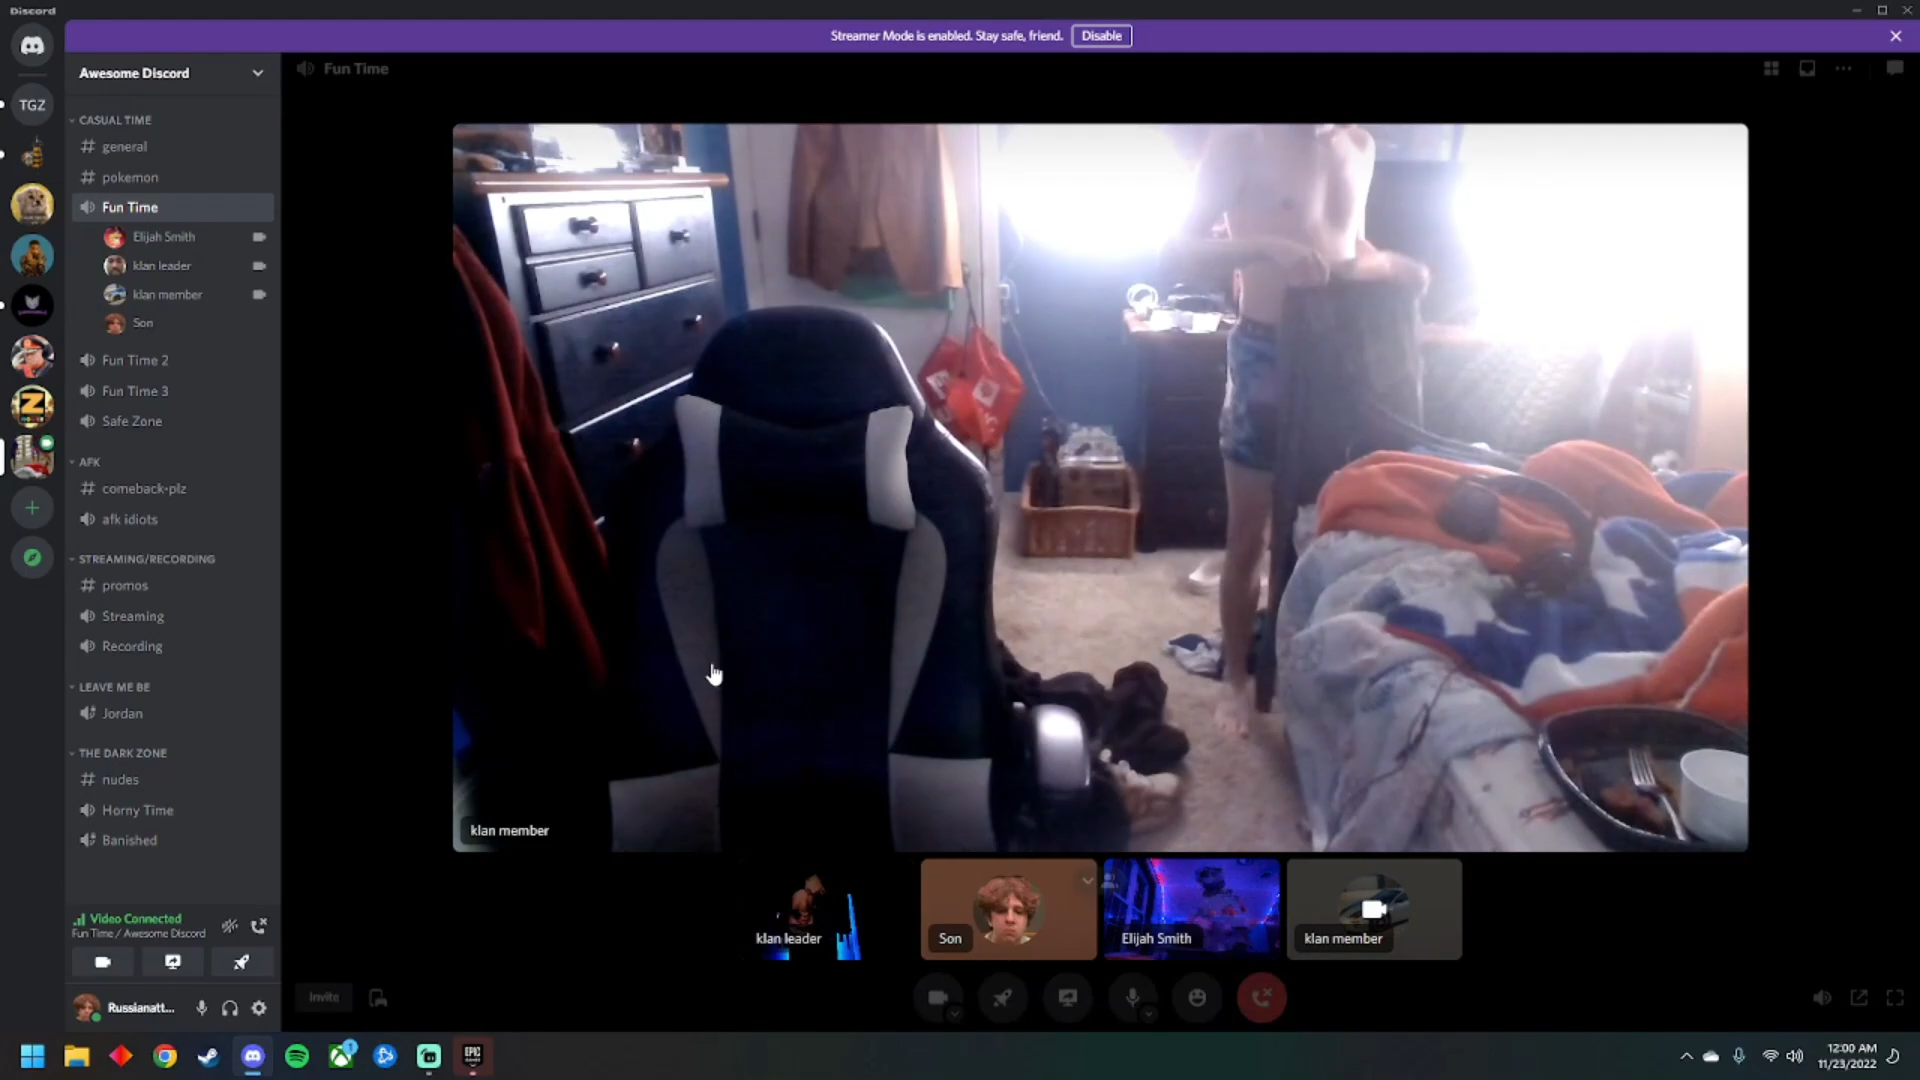 Discord
Streamer Mode is enabled. Stay safe, friend. Disable
Awesome Discord
Fun Time
TGZ
CASUAL TIME
general
pokemon
Fun Time
Elijah Smith
klan leader
klan member
Son
Fun Time 2
Fun Time 3
Safe Zone
AFK
comeback-plz
afk idiots
STREAMING/RECORDING
promos
Streaming
Recording
LEAVE ME BE
Jordan
THE DARK ZONE
nudes
Horny Time
Banished
klan member
klan leader
Son
Elijah Smith
klan member
Video Connected
Fun Time / Awesome Discord
Invite
Russianatt...
EPIC
1
12:00 AM
11/23/2022